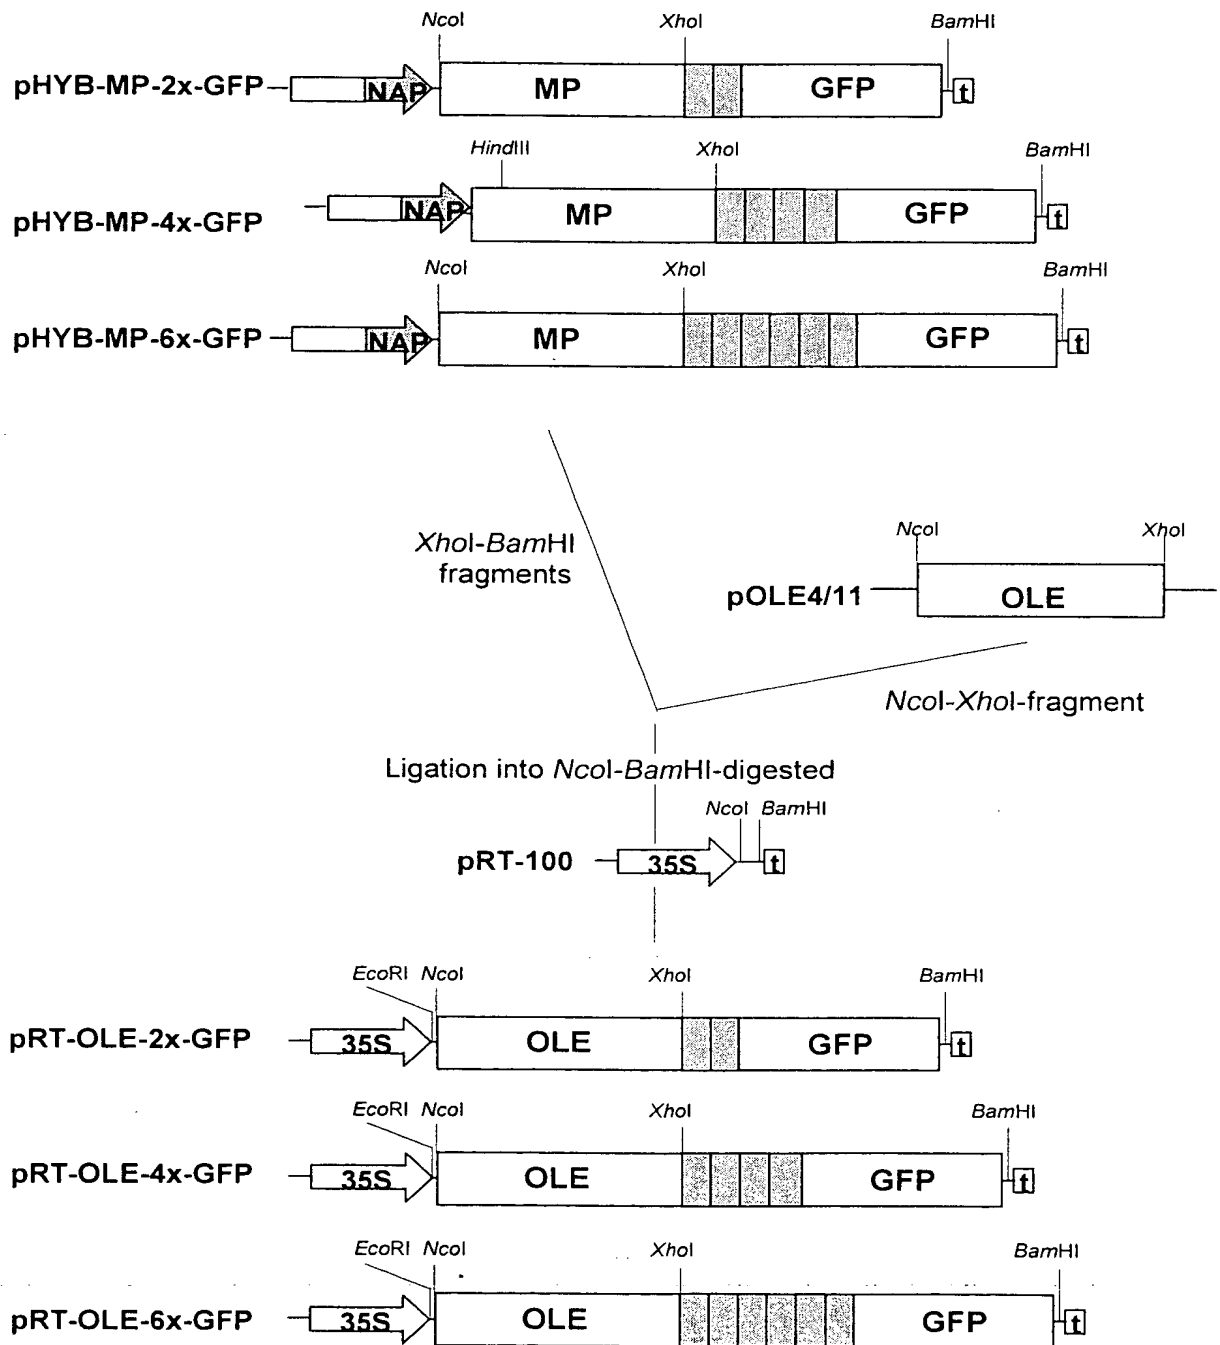 NcoI XhoI BamHI
pHYB-MP-2x-GFP NAP MP GFP t
HindIII XhoI BamHI
pHYB-MP-4x-GFP NAP MP GFP t
NcoI XhoI BamHI
pHYB-MP-6x-GFP NAP MP GFP t
XhoI-BamHI
fragments
NcoI XhoI
pOLE4/11 OLE
NcoI-XhoI-fragment
Ligation into NcoI-BamHI-digested
NcoI BamHI
pRT-100 35S t
EcoRI NcoI XhoI BamHI
pRT-OLE-2x-GFP 35S OLE GFP t
EcoRI NcoI XhoI BamHI
pRT-OLE-4x-GFP 35S OLE GFP t
EcoRI NcoI XhoI BamHI
pRT-OLE-6x-GFP 35S OLE GFP t